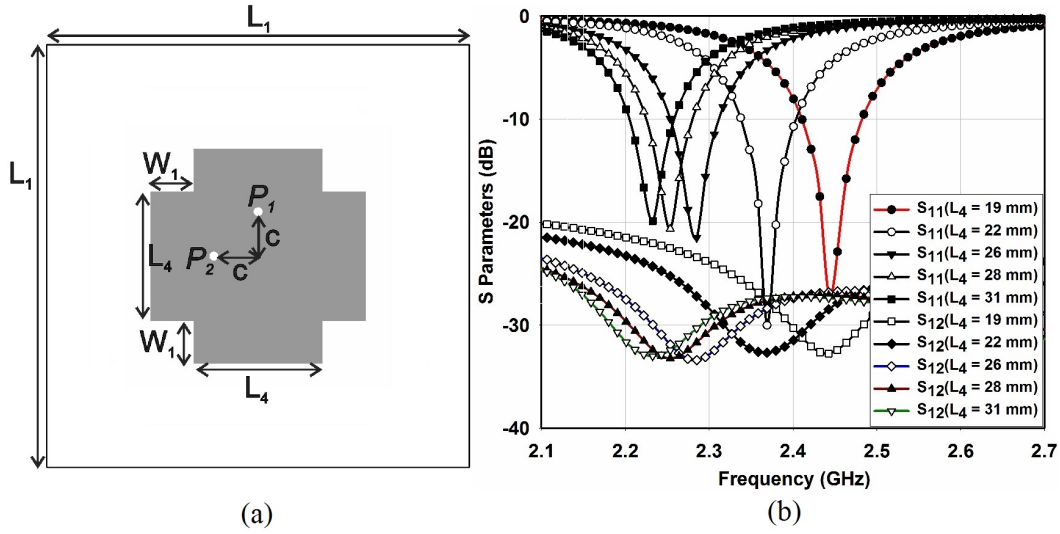 (a)
L1
L1
W1
P1
C
L4
P2
C
W1
L4
(a)
0
-10
-20
-30
-40
S Parameters (dB)
S11(L4 = 19 mm)
S11(L4 = 22 mm)
S11(L4 = 26 mm)
S11(L4 = 28 mm)
S11(L4 = 31 mm)
S12(L4 = 19 mm)
S12(L4 = 22 mm)
S12(L4 = 26 mm)
S12(L4 = 28 mm)
S12(L4 = 31 mm)
2.1 2.2 2.3 2.4 2.5 2.6 2.7
Frequency (GHz)
(b)